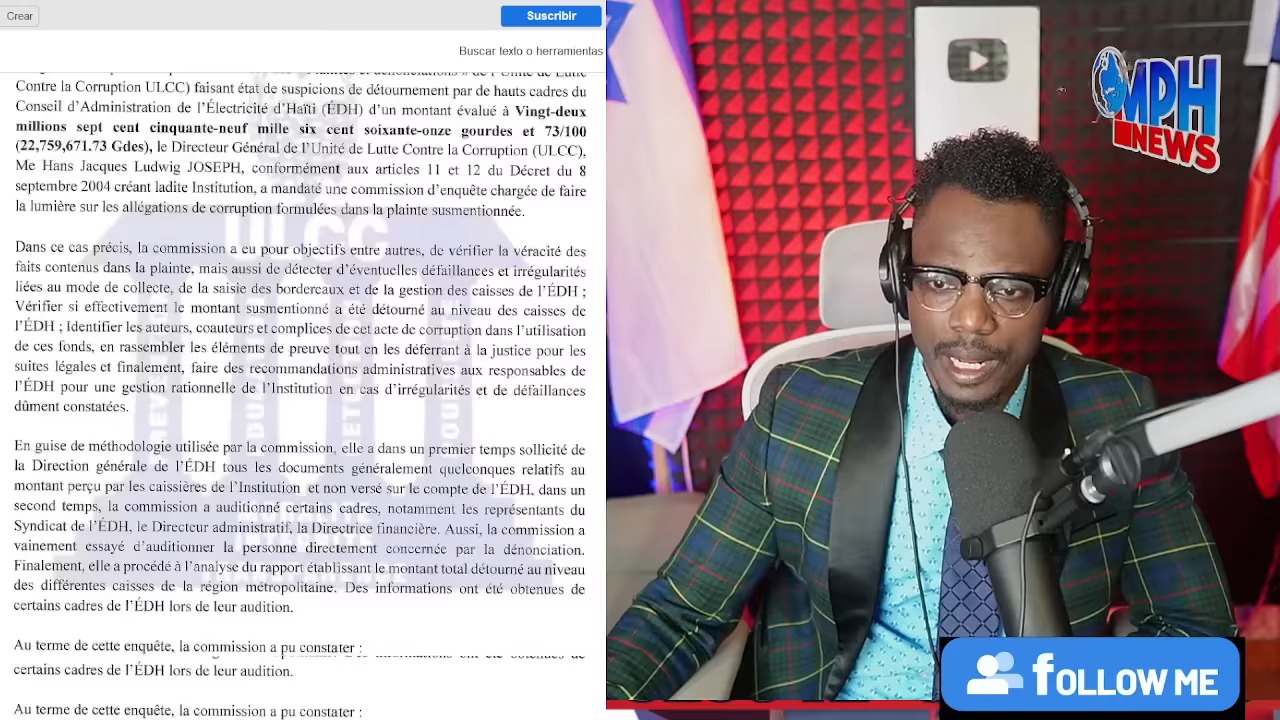 Crear
Suscribir
Buscar texto o herramientas
Contre la Corruption ULCC) faisant état de suspicions de détournement par de hauts cadres du
Conseil d'Administration de l'Électricité d'Haïti (ÉDH) d'un montant évalué à Vingt-deux
millions sept cent cinquante-neuf mille six cent soixante-onze gourdes et 73/100
(22,759,671.73 Gdes), le Directeur Général de l'Unité de Lutte Contre la Corruption (ULCC),
Me Hans Jacques Ludwig JOSEPH, conformément aux articles 11 et 12 du Décret du 8
septembre 2004 créant ladite Institution, a mandaté une commission d'enquête chargée de faire
la lumière sur les allégations de corruption formulées dans la plainte susmentionnée.
Dans ce cas précis, la commission a eu pour objectifs entre autres, de vérifier la véracité des
faits contenus dans la plainte, mais aussi de détecter d'éventuelles défaillances et irrégularités
liées au mode de collecte, de la saisie des bordereaux et de la gestion des caisses de l'ÉDH ;
Vérifier si effectivement le montant susmentionné a été détourné au niveau des caisses de
l'ÉDH ; Identifier les auteurs, coauteurs et complices de cet acte de corruption dans l'utilisation
de ces fonds, en rassembler les éléments de preuve tout en les déferrant à la justice pour les
suites légales et finalement, faire des recommandations administratives aux responsables de
l'ÉDH pour une gestion rationnelle de l'institution en cas d'irrégularités et de défaillances
dûment constatées.
En guise de méthodologie utilisée par la commission, elle a dans un premier temps sollicité de
la Direction générale de l'ÉDH tous les documents généralement quelconques relatifs au
montant perçu par les caissières de l'Institution et non versé sur le compte de l'ÉDH, dans un
second temps, la commission a auditionné certains cadres, notamment les représentants du
Syndicat de l'ÉDH, le Directeur administratif, la Directrice financière. Aussi, la commission a
vainement essayé d'auditionner la personne directement concernée par la dénonciation.
Finalement, elle a procédé à l'analyse du rapport établissant le montant total détourné au niveau
des différentes caisses de la région métropolitaine. Des informations ont été obtenues de
certains cadres de l'ÉDH lors de leur audition.
Au terme de cette enquête, la commission a pu constater :
certains cadres de l'ÉDH lors de leur audition.
Au terme de cette enquête, la commission a pu constater :
MPH
NEWS
FOLLOW ME